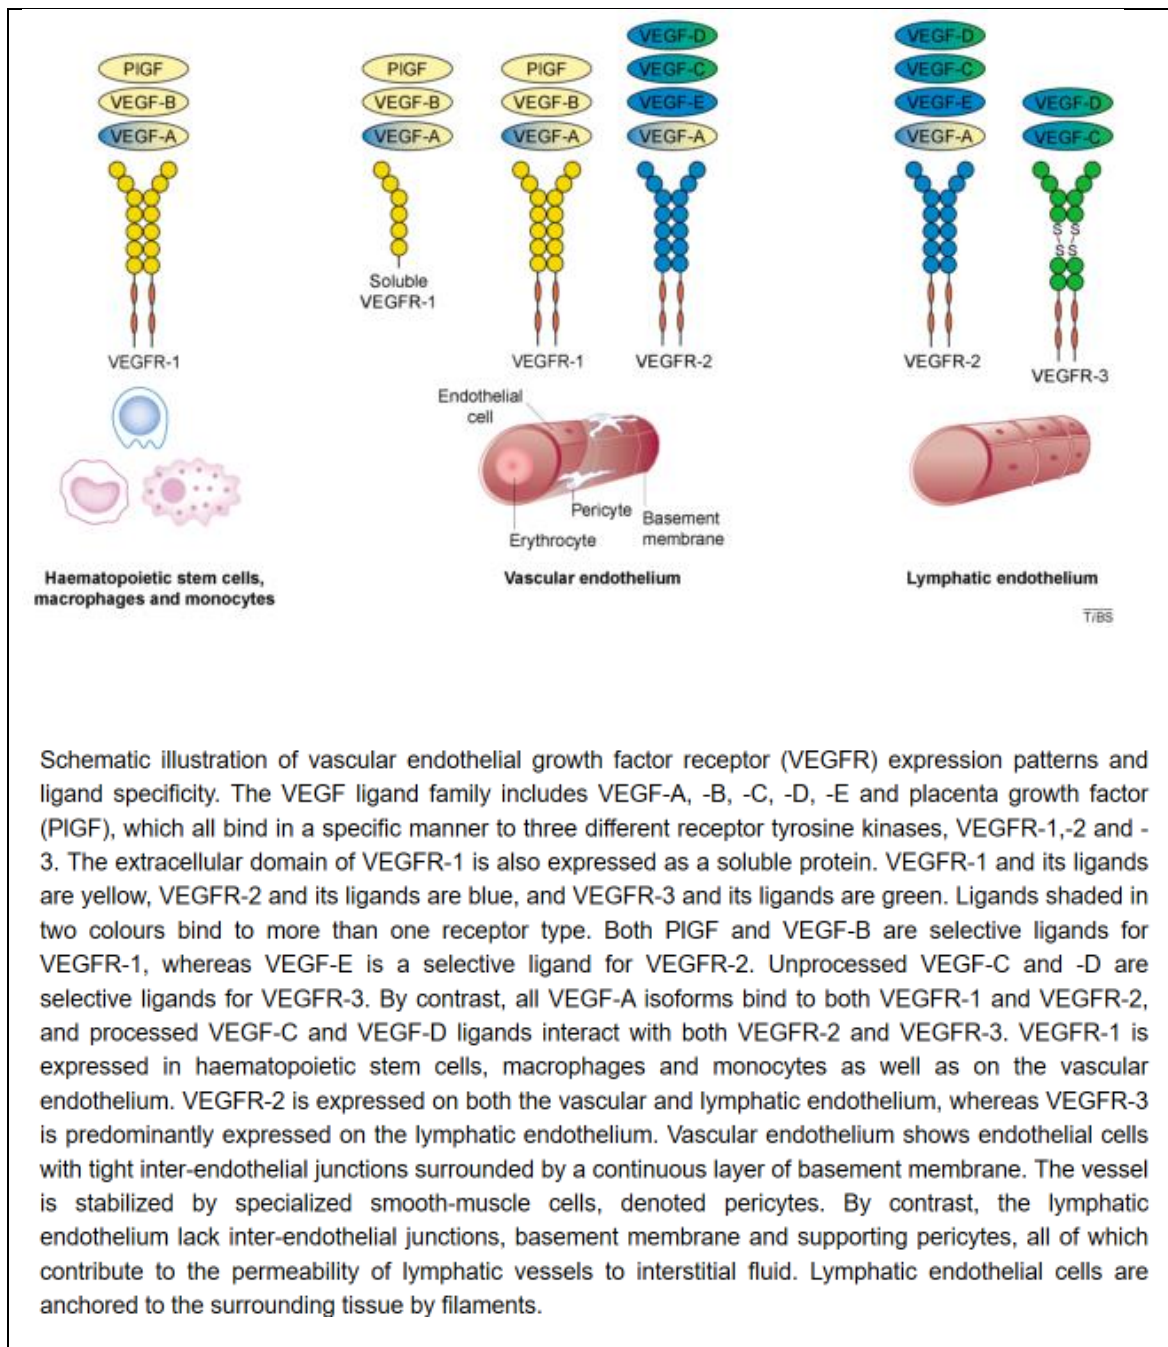 PlGF
VEGF-B
VEGF-A
VEGFR-1
Haematopoietic stem cells,
macrophages and monocytes
PlGF
VEGF-B
VEGF-A
Soluble
VEGFR-1
PlGF
VEGF-B
VEGF-A
VEGFR-1
VEGF-D
VEGF-C
VEGF-E
VEGF-A
VEGFR-2
Endothelial
cell
Pericyte
Erythrocyte
Basement
membrane
Vascular endothelium
VEGF-D
VEGF-C
VEGF-E
VEGF-A
VEGFR-2
VEGF-D
VEGF-C
S S
S S
VEGFR-3
Lymphatic endothelium
TiBS
Schematic illustration of vascular endothelial growth factor receptor (VEGFR) expression patterns and
ligand specificity. The VEGF ligand family includes VEGF-A, -B, -C, -D, -E and placenta growth factor
(PlGF), which all bind in a specific manner to three different receptor tyrosine kinases, VEGFR-1,-2 and -
3. The extracellular domain of VEGFR-1 is also expressed as a soluble protein. VEGFR-1 and its ligands
are yellow, VEGFR-2 and its ligands are blue, and VEGFR-3 and its ligands are green. Ligands shaded in
two colours bind to more than one receptor type. Both PlGF and VEGF-B are selective ligands for
VEGFR-1, whereas VEGF-E is a selective ligand for VEGFR-2. Unprocessed VEGF-C and -D are
selective ligands for VEGFR-3. By contrast, all VEGF-A isoforms bind to both VEGFR-1 and VEGFR-2,
and processed VEGF-C and VEGF-D ligands interact with both VEGFR-2 and VEGFR-3. VEGFR-1 is
expressed in haematopoietic stem cells, macrophages and monocytes as well as on the vascular
endothelium. VEGFR-2 is expressed on both the vascular and lymphatic endothelium, whereas VEGFR-3
is predominantly expressed on the lymphatic endothelium. Vascular endothelium shows endothelial cells
with tight inter-endothelial junctions surrounded by a continuous layer of basement membrane. The vessel
is stabilized by specialized smooth-muscle cells, denoted pericytes. By contrast, the lymphatic
endothelium lack inter-endothelial junctions, basement membrane and supporting pericytes, all of which
contribute to the permeability of lymphatic vessels to interstitial fluid. Lymphatic endothelial cells are
anchored to the surrounding tissue by filaments.